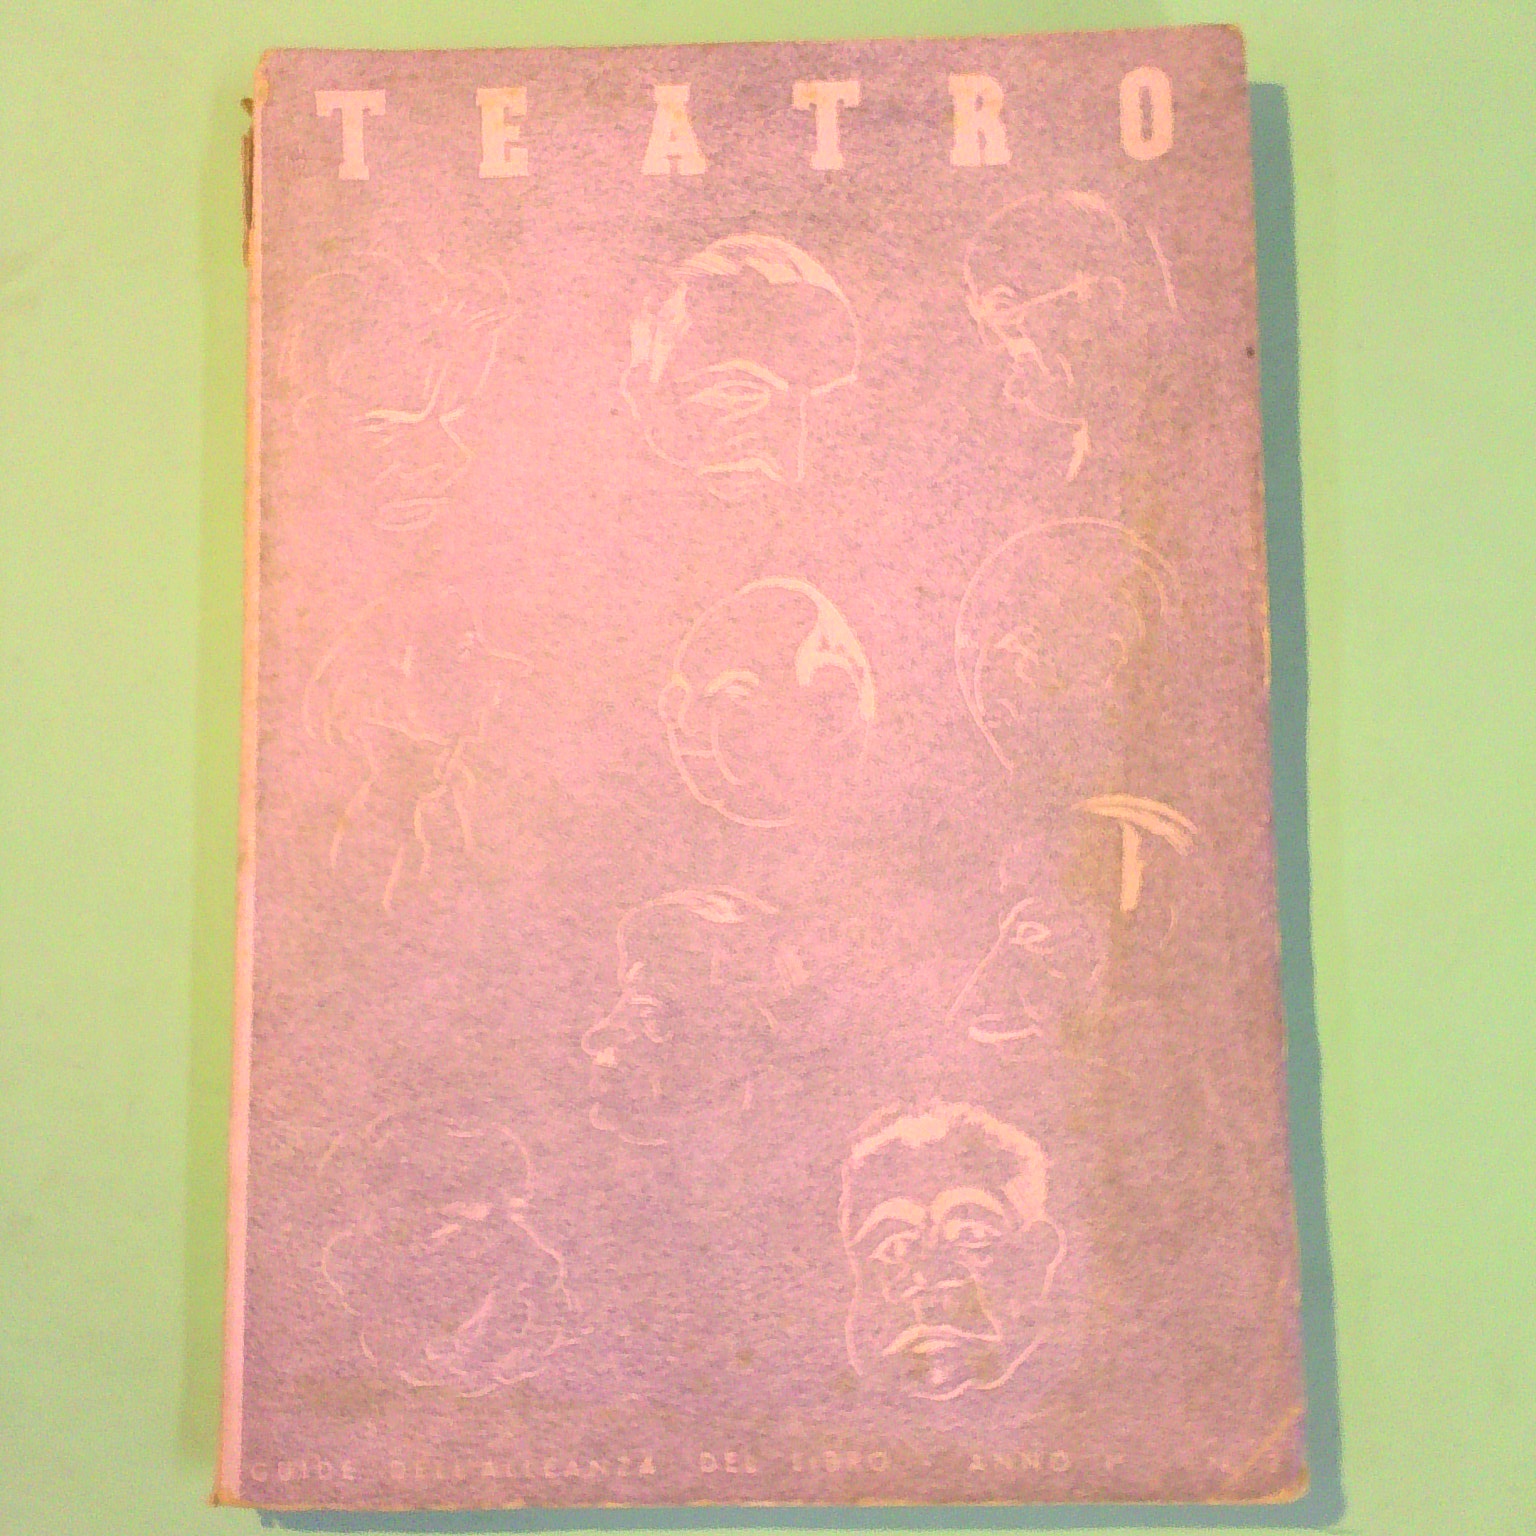 TEATRO
GUIDE DELL'ALLEANZA DEL LIBRO - ANNO